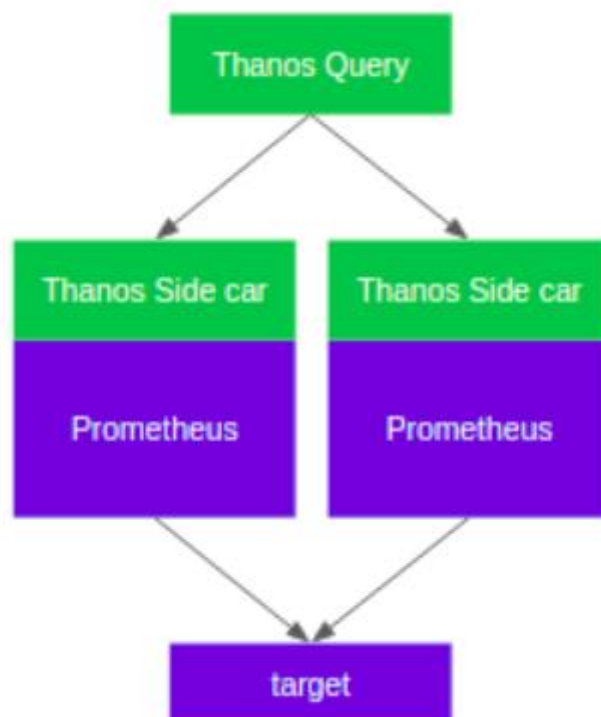 Thanos Query
Thanos Side car
Thanos Side car
Prometheus
Prometheus
target